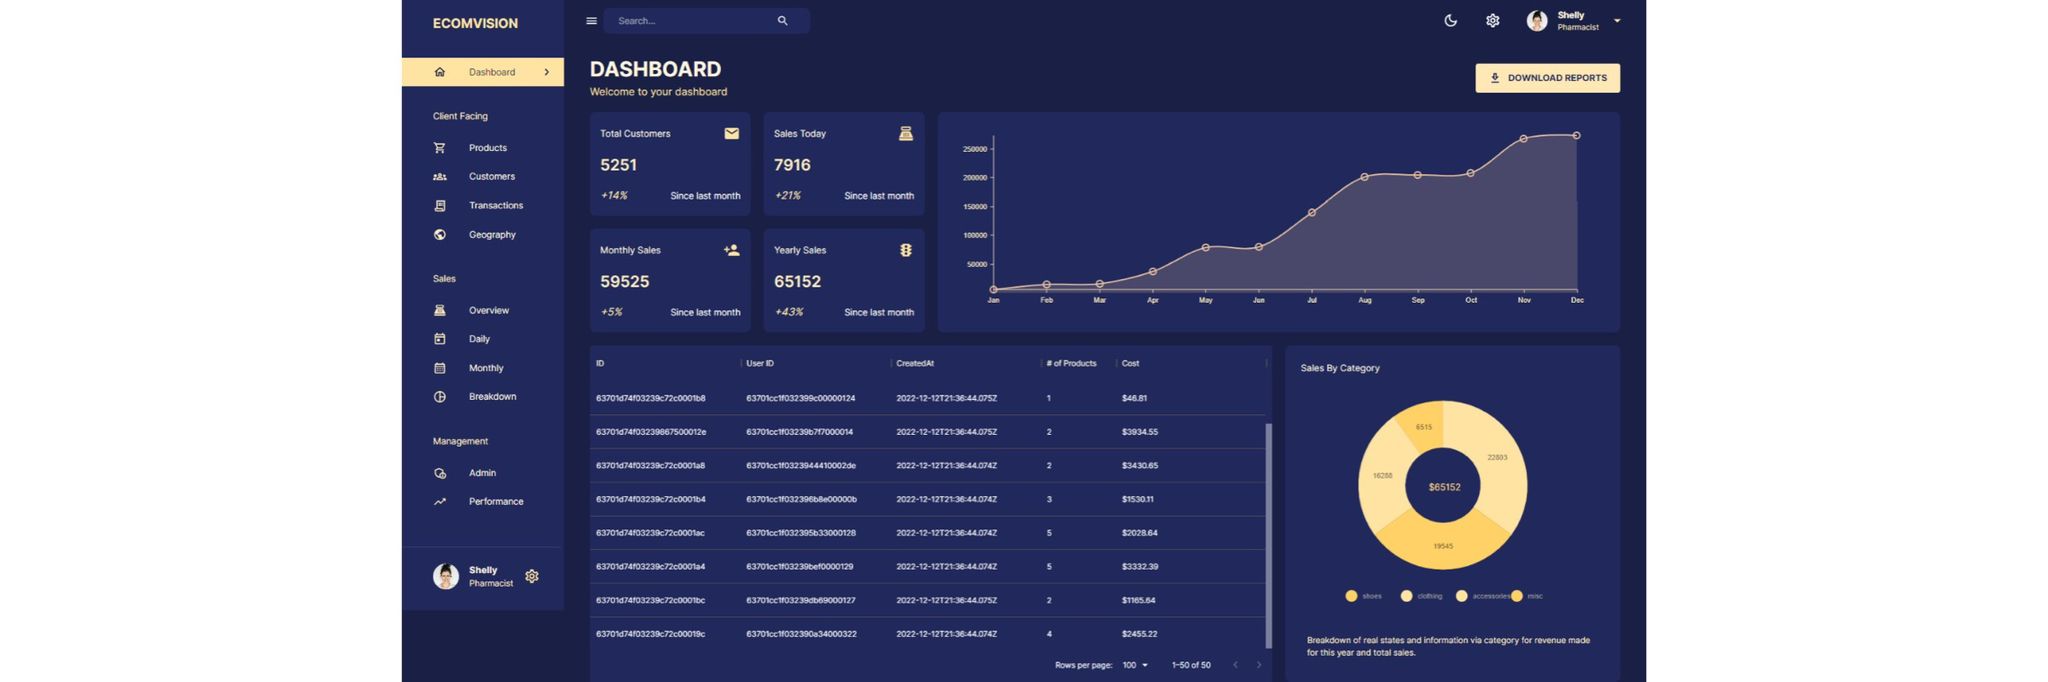 ECOMVISION
Dashboard
Client Facing
Products
Customers
Transactions
Geography
Sales
Overview
Daily
Monthly
Breakdown
Management
Admin
Performance
Shelly
Pharmacist
Search...
Shelly
Pharmacist
DASHBOARD
Welcome to your dashboard
DOWNLOAD REPORTS
Total Customers
5251
+14% Since last month
Sales Today
7916
+21% Since last month
Monthly Sales
59525
+5% Since last month
Yearly Sales
65152
+43% Since last month
250000
200000
150000
100000
50000
Jan Feb Mar Apr May Jun Jul Aug Sep Oct Nov Dec
ID User ID CreatedAt # of Products Cost
63701d74f03239c72c0001b8 63701cc1f032399c00000124 2022-12-12T21:36:44.075Z 1 $46.81
63701d74f03239867500012e 63701cc1f03239b7f7000014 2022-12-12T21:36:44.075Z 2 $3934.55
63701d74f03239c72c0001a8 63701cc1f0323944410002de 2022-12-12T21:36:44.074Z 2 $3430.65
63701d74f03239c72c0001b4 63701cc1f032396b8e00000b 2022-12-12T21:36:44.074Z 3 $1530.11
63701d74f03239c72c0001ac 63701cc1f032395b33000128 2022-12-12T21:36:44.074Z 5 $2028.64
63701d74f03239c72c0001a4 63701cc1f03239bef0000129 2022-12-12T21:36:44.074Z 5 $3332.39
63701d74f03239c72c0001bc 63701cc1f03239db69000127 2022-12-12T21:36:44.075Z 2 $1165.64
63701d74f03239c72c00019c 63701cc1f032390a34000322 2022-12-12T21:36:44.074Z 4 $2455.22
Rows per page: 100 1–50 of 50
Sales By Category
6515
22803
16288
$65152
19545
shoes clothing accessories misc
Breakdown of real states and information via category for revenue made
for this year and total sales.